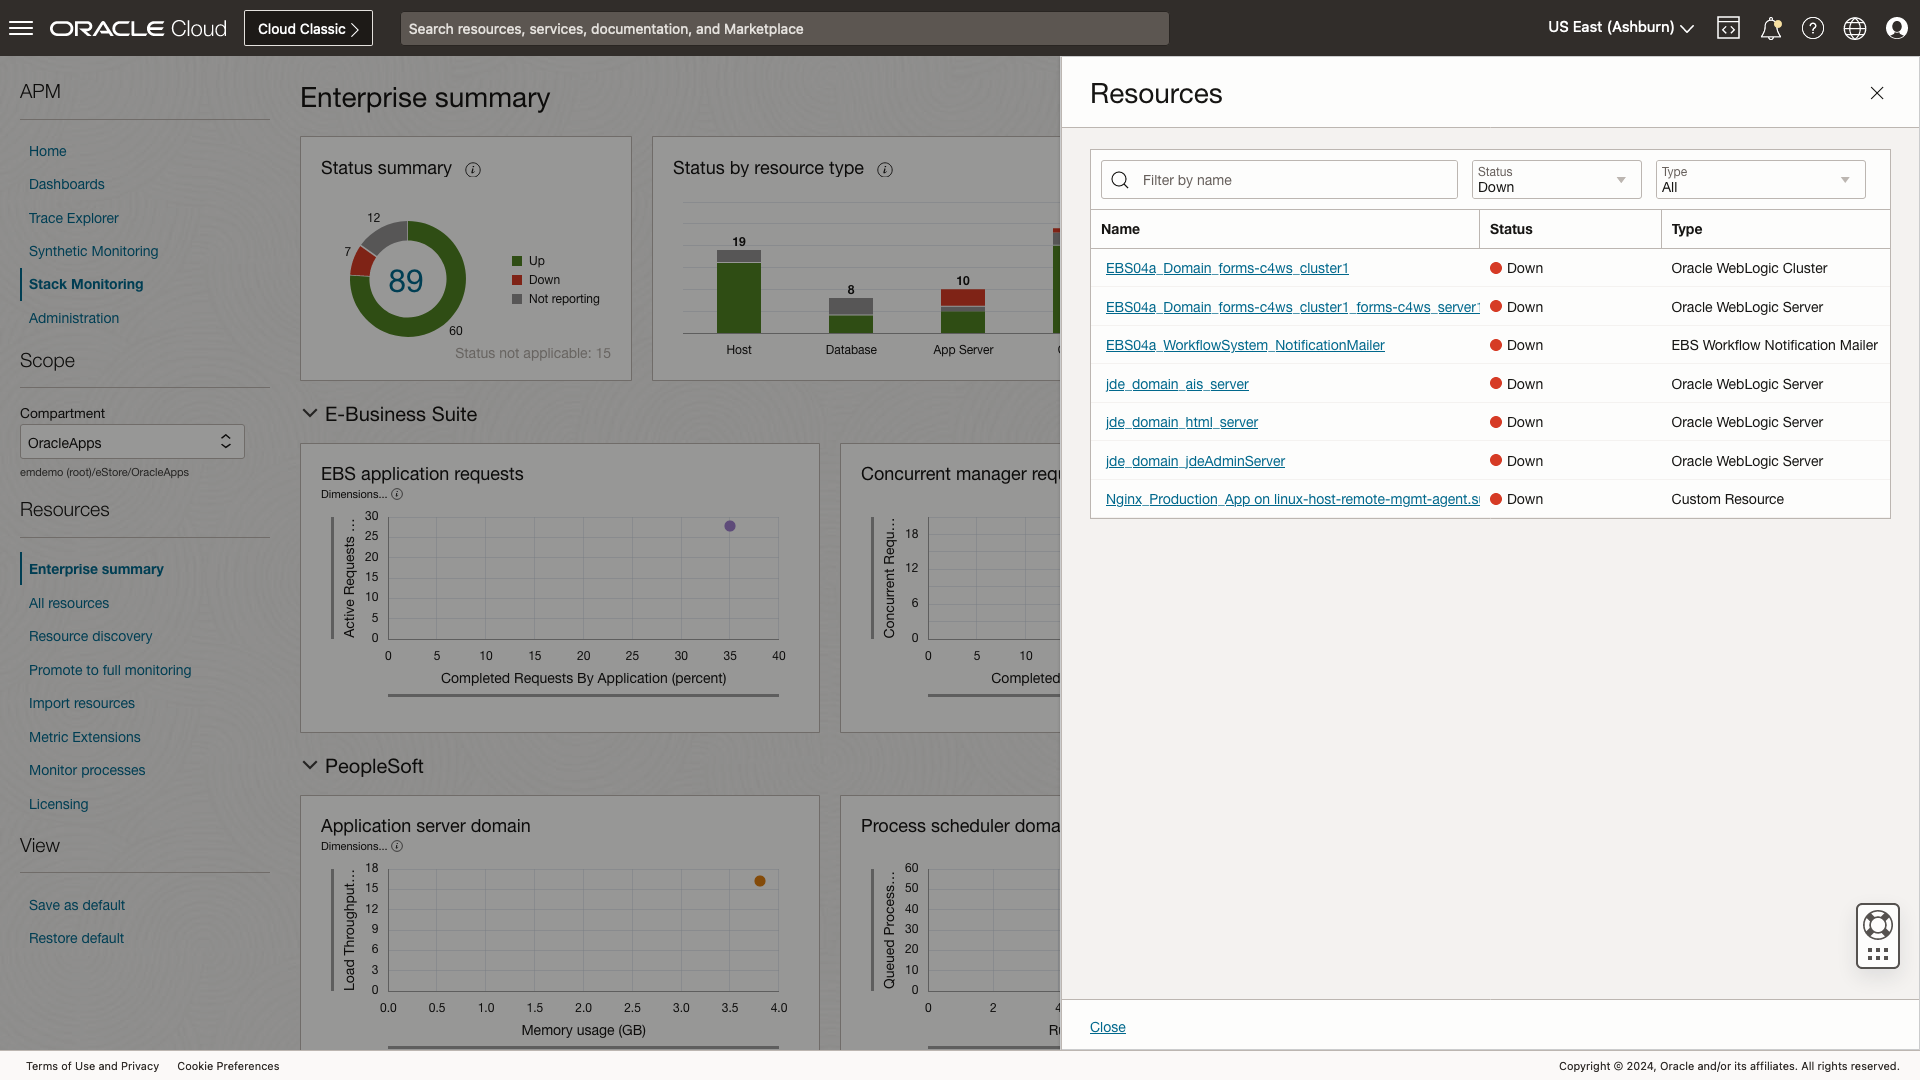 ORACLE Cloud
Cloud Classic
Search resources, services, documentation, and Marketplace
US East (Ashburn)
APM
Home
Dashboards
Trace Explorer
Synthetic Monitoring
Stack Monitoring
Administration
Scope
Compartment
OracleApps
emdemo (root)/eStore/OracleApps
Resources
Enterprise summary
All resources
Resource discovery
Promote to full monitoring
Import resources
Metric Extensions
Monitor processes
Licensing
View
Save as default
Restore default
Enterprise summary
Status summary
12
7
89
60
Up
Down
Not reporting
Status not applicable: 15
Status by resource type
19
8
10
Host
Database
App Server
E-Business Suite
EBS application requests
Dimensions...
Active Requests ...
30
25
20
15
10
5
0
0 5 10 15 20 25 30 35 40
Completed Requests By Application (percent)
Concurrent manager requ
Concurrent Requ...
18
12
6
0
0 5 10
Completed
PeopleSoft
Application server domain
Dimensions...
Load Throughput...
18
15
12
9
6
3
0
0.0 0.5 1.0 1.5 2.0 2.5 3.0 3.5 4.0
Memory usage (GB)
Process scheduler doma
Queued Process...
60
50
40
30
20
10
0
0 2 4
Ru
Resources
Filter by name
Status
Down
Type
All
Name Status Type
EBS04a_Domain_forms-c4ws_cluster1 Down Oracle WebLogic Cluster
EBS04a_Domain_forms-c4ws_cluster1_forms-c4ws_server1 Down Oracle WebLogic Server
EBS04a_WorkflowSystem_NotificationMailer Down EBS Workflow Notification Mailer
jde_domain_ais_server Down Oracle WebLogic Server
jde_domain_html_server Down Oracle WebLogic Server
jde_domain_jdeAdminServer Down Oracle WebLogic Server
Nginx_Production_App on linux-host-remote-mgmt-agent.su Down Custom Resource
Close
Terms of Use and Privacy Cookie Preferences
Copyright © 2024, Oracle and/or its affiliates. All rights reserved.